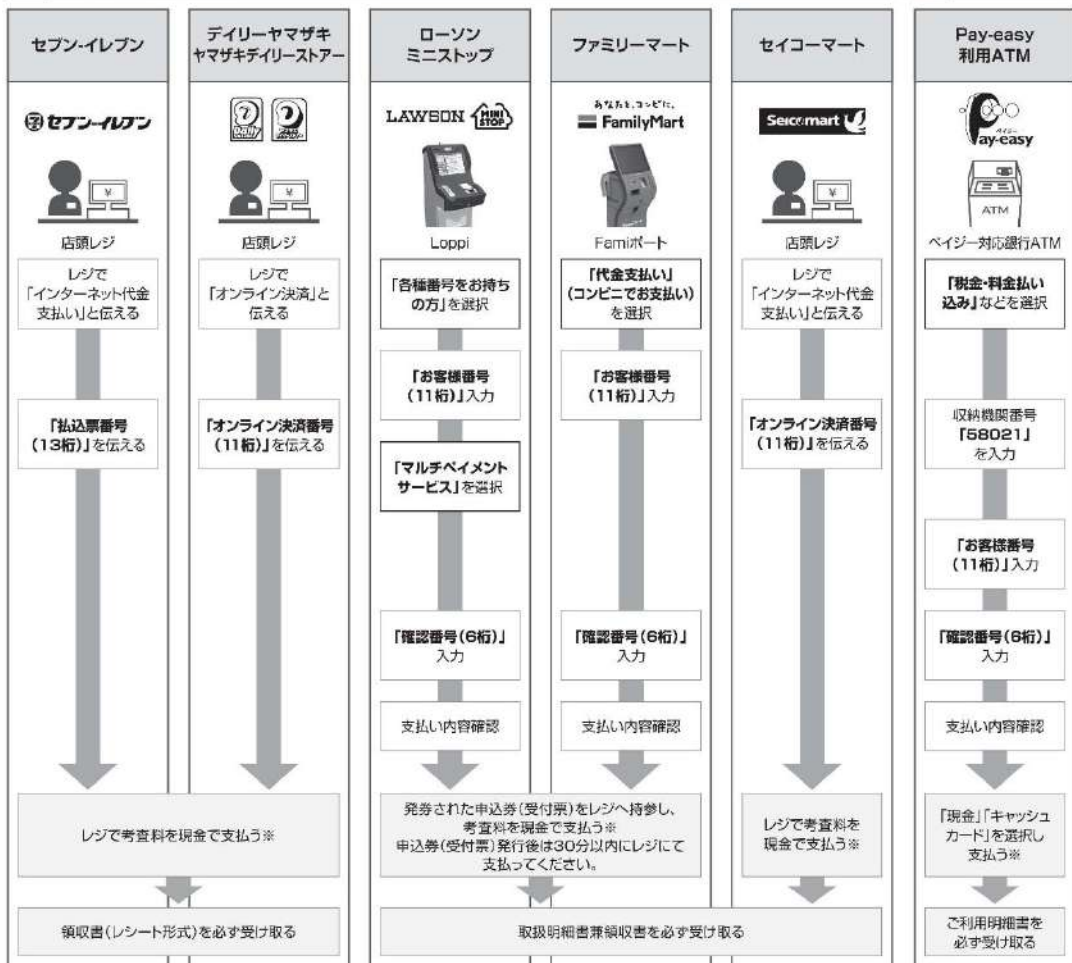 セブン-イレブン
セブン-イレブン
店頭レジ
レジで
「インターネット代金
支払い」と伝える
「払込票番号
(13桁)」を伝える
デイリーヤマザキ
ヤマザキデイリーストアー
店頭レジ
レジで
「オンライン決済」と
伝える
「オンライン決済番号
(11桁)」を伝える
レジで考査料を現金で支払う※
領収書(レシート形式)を必ず受け取る
ローソン
ミニストップ
LAWSON
MINI
STOP
Loppi
「各種番号をお持ち
の方」を選択
「お客様番号
(11桁)」入力
「マルチペイメント
サービス」を選択
「確認番号(6桁)」
入力
支払い内容確認
ファミリーマート
あなたと、コンビに、
FamilyMart
Famiポート
「代金支払い」
(コンビニでお支払い)
を選択
「お客様番号
(11桁)」入力
「確認番号(6桁)」
入力
支払い内容確認
発券された申込券(受付票)をレジへ持参し、
考査料を現金で支払う※
申込券(受付票)発行後は30分以内にレジにて
支払ってください。
セイコーマート
Seicomart
店頭レジ
レジで
「インターネット代金
支払い」と伝える
「オンライン決済番号
(11桁)」を伝える
レジで考査料を
現金で支払う※
取扱明細書兼領収書を必ず受け取る
Pay-easy
利用ATM
ペイジー
Pay-easy
ATM
ペイジー対応銀行ATM
「税金・料金払い
込み」などを選択
収納機関番号
「58021」
を入力
「お客様番号
(11桁)」入力
「確認番号(6桁)」
入力
支払い内容確認
「現金」「キャッシュ
カード」を選択し
支払う※
ご利用明細書を
必ず受け取る